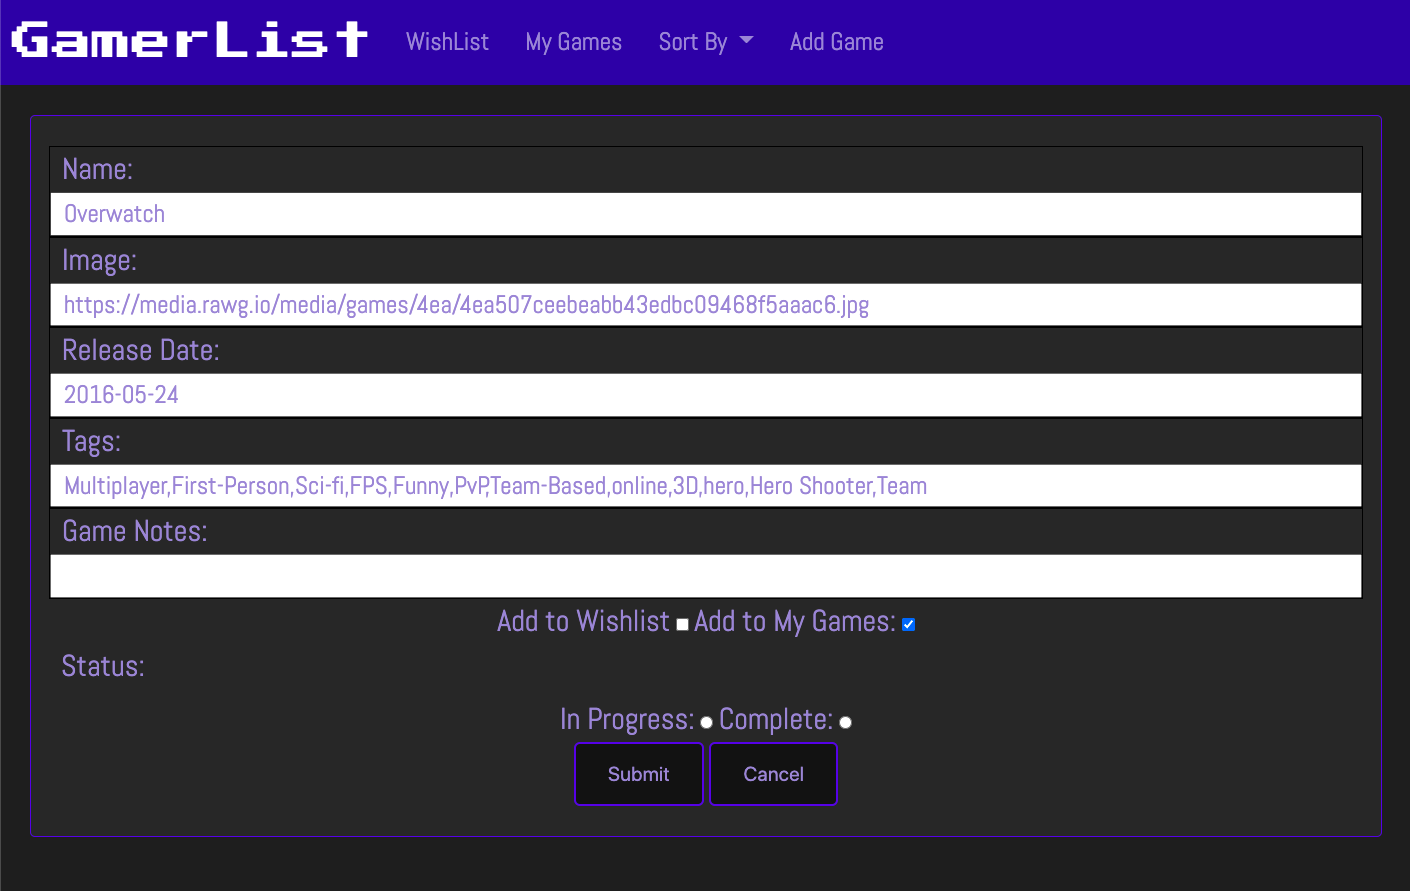 GamerList WishList My Games Sort By Add Game
Name:
Overwatch
Image:
https://media.rawg.io/media/games/4ea/4ea507ceebeabb43edbc09468f5aaac6.jpg
Release Date:
2016-05-24
Tags:
Multiplayer,First-Person,Sci-fi,FPS,Funny,PvP,Team-Based,online,3D,hero,Hero Shooter,Team
Game Notes:
Add to Wishlist Add to My Games:
Status:
In Progress: Complete:
Submit Cancel